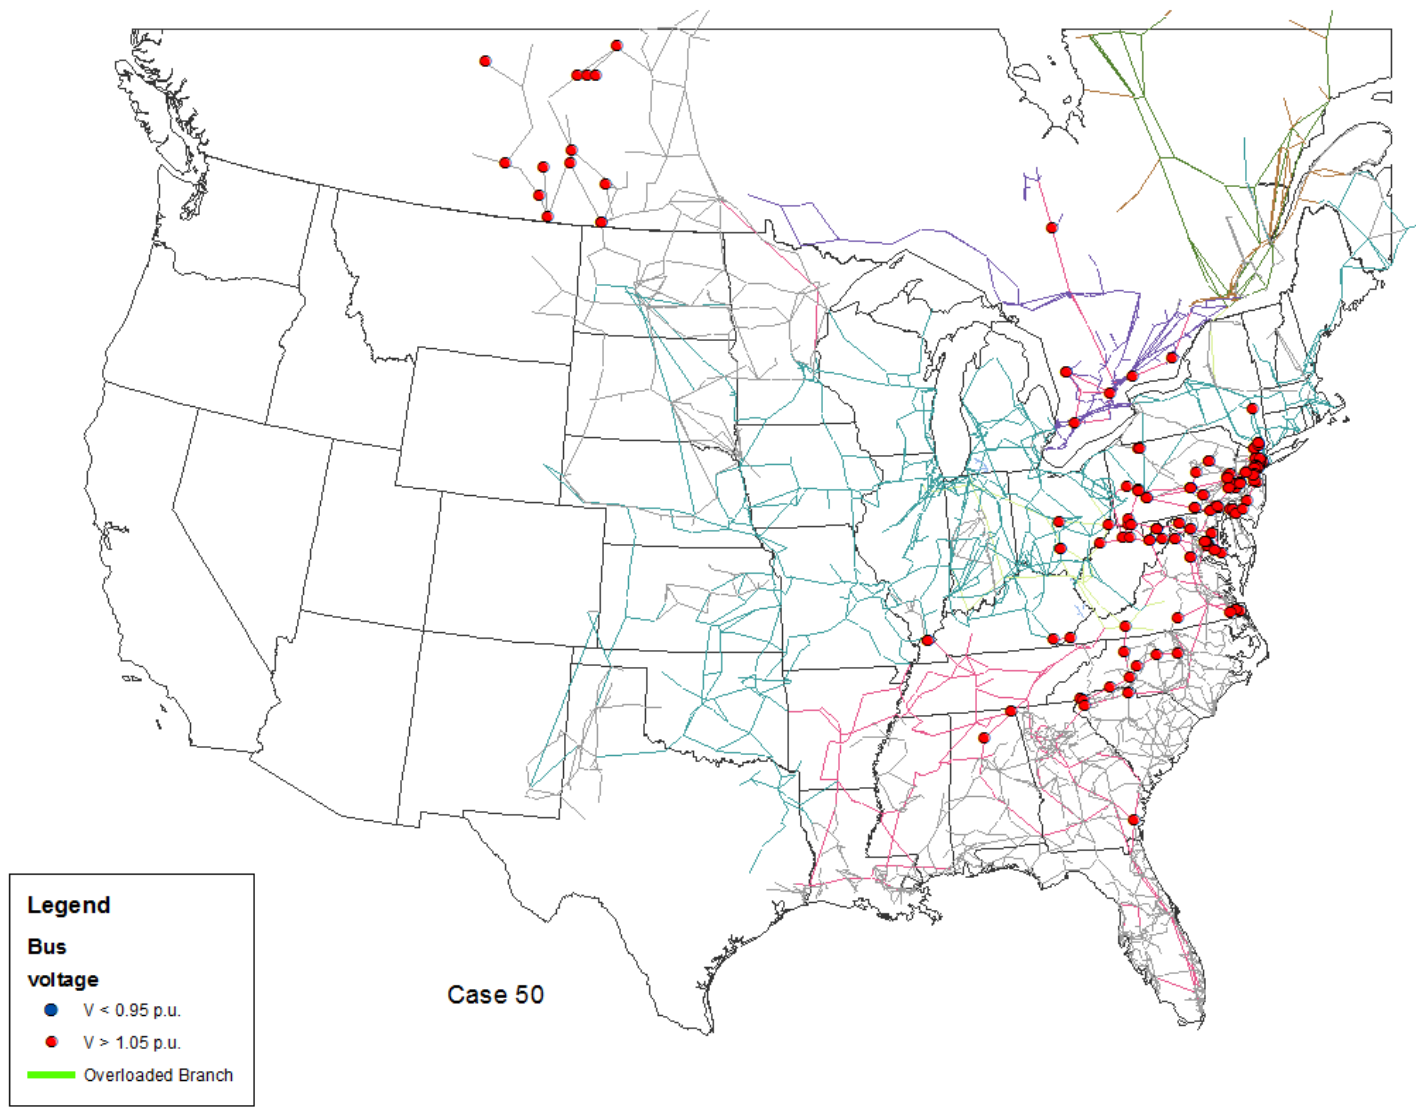 Legend
Bus
voltage
V < 0.95 p.u.
V > 1.05 p.u.
Overloaded Branch
Case 50